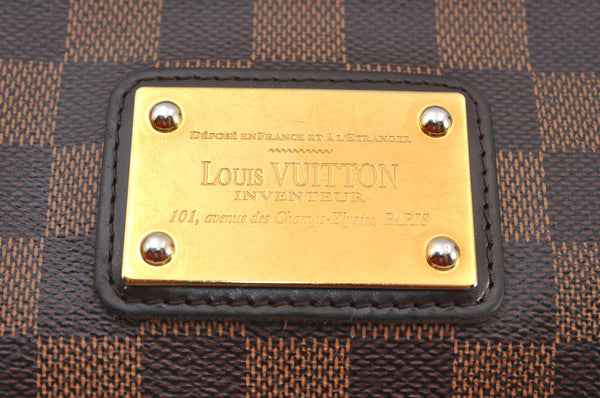 DÉPOSÉ EN FRANCE ET À L'ÉTRANGER
LOUIS VUITTON
INVENTEUR
101, avenue des Champs-Elysées, PARIS